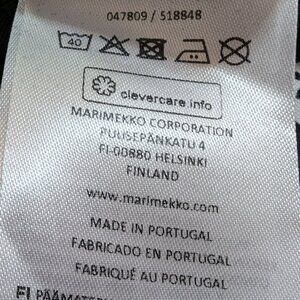 047809 / 518848
40
clevercare.info
MARIMEKKO CORPORATION
PUUSEPÄNKATU 4
FI-00880 HELSINKI
FINLAND
www.marimekko.com
MADE IN PORTUGAL
FABRICADO EN PORTUGAL
FABRIQUÉ AU PORTUGAL
FI